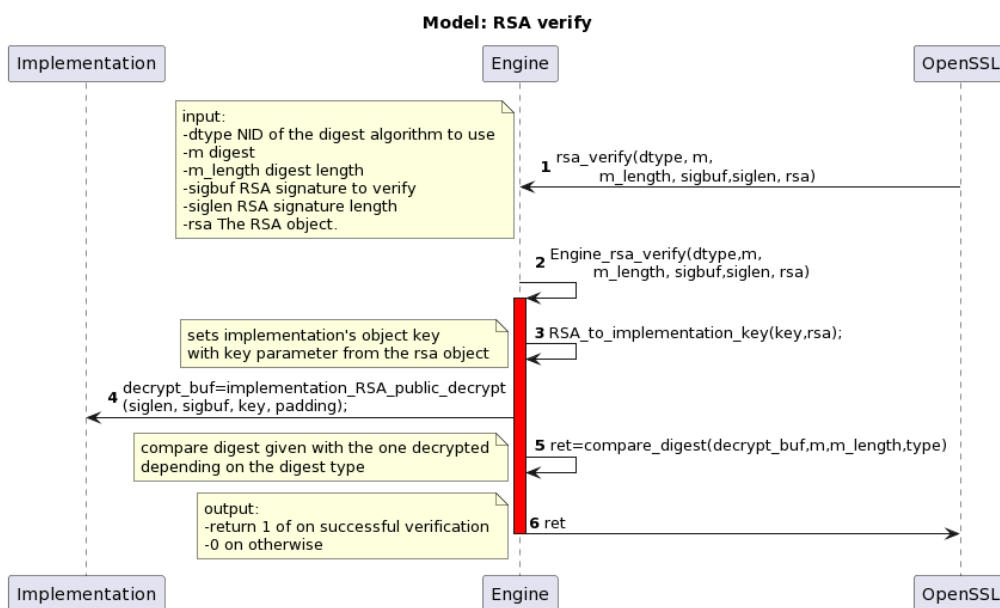 Model: RSA verify
Implementation
Engine
OpenSSL
input:
-dtype NID of the digest algorithm to use
-m digest
-m_length digest length
-sigbuf RSA signature to verify
-siglen RSA signature length
-rsa The RSA object.
1 rsa_verify(dtype, m,
m_length, sigbuf,siglen, rsa)
2 Engine_rsa_verify(dtype,m,
m_length, sigbuf,siglen, rsa)
sets implementation's object key
with key parameter from the rsa object
3 RSA_to_implementation_key(key,rsa);
4 decrypt_buf=implementation_RSA_public_decrypt
(siglen, sigbuf, key, padding);
compare digest given with the one decrypted
depending on the digest type
5 ret=compare_digest(decrypt_buf,m,m_length,type)
output:
-return 1 of on successful verification
-0 on otherwise
6 ret
Implementation
Engine
OpenSSL